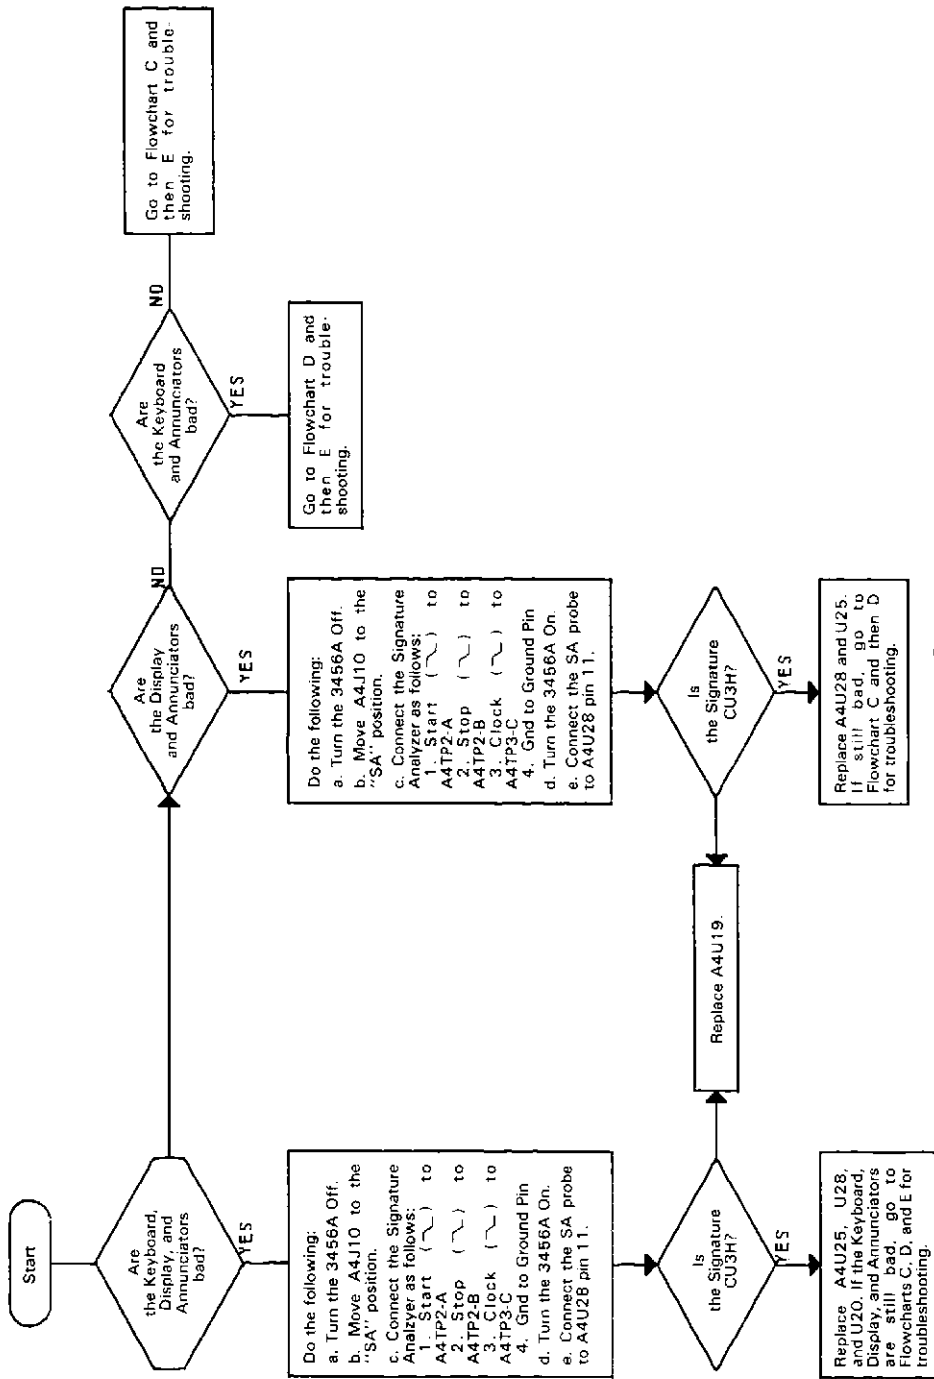 Start
Are
the Keyboard,
Display, and
Annunciators
bad?
YES
Do the following:
a. Turn the 3456A Off.
b. Move A4J10 to the
"SA" position.
c. Connect the Signature
Analyzer as follows:
1. Start (~) to
A4TP2-A
2. Stop (~) to
A4TP2-B
3. Clock (~) to
A4TP3-C
4. Gnd to Ground Pin
d. Turn the 3456A On.
e. Connect the SA probe
to A4U28 pin 11.
Is
the Signature
CU3H?
YES
Replace A4U25, U28,
and U20. If the Keyboard,
Display, and Annunciators
are still bad, go to
Flowcharts C, D, and E for
troubleshooting.
Replace A4U19.
Are
the Display
and Annunciators
bad?
NO
YES
Do the following:
a. Turn the 3456A Off.
b. Move A4J10 to the
"SA" position.
c. Connect the Signature
Analyzer as follows:
1. Start (~) to
A4TP2-A
2. Stop (~) to
A4TP2-B
3. Clock (~) to
A4TP3-C
4. Gnd to Ground Pin
d. Turn the 3456A On.
e. Connect the SA probe
to A4U28 pin 11.
Is
the Signature
CU3H?
YES
Replace A4U28 and U25.
If still bad, go to
Flowchart C and then D
for troubleshooting.
Are
the Keyboard
and Annunciators
bad?
NO
YES
Go to Flowchart D and
then E for trouble-
shooting.
Go to Flowchart C and
then E for trouble-
shooting.